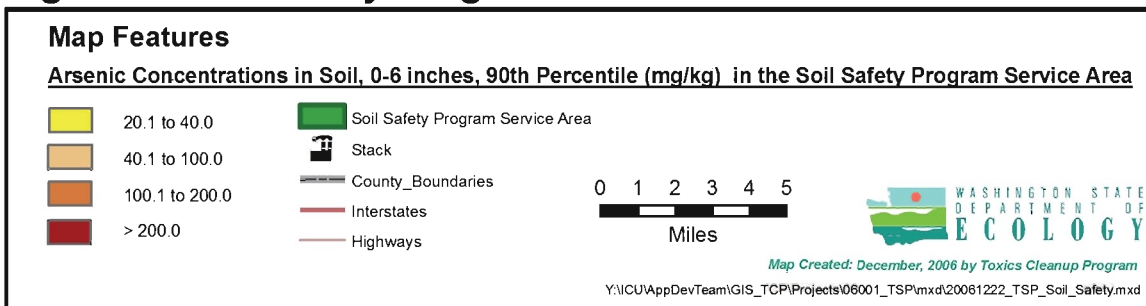 Map Features
Arsenic Concentrations in Soil, 0-6 inches, 90th Percentile (mg/kg) in the Soil Safety Program Service Area
20.1 to 40.0
40.1 to 100.0
100.1 to 200.0
> 200.0
Soil Safety Program Service Area
Stack
County_Boundaries
Interstates
Highways
0 1 2 3 4 5
Miles
WASHINGTON STATE
DEPARTMENT OF
ECOLOGY
Map Created: December, 2006 by Toxics Cleanup Program
Y:\ICU\AppDevTeam\GIS_TCP\Projects\06001_TSP\mxd\20061222_TSP_Soil_Safety.mxd